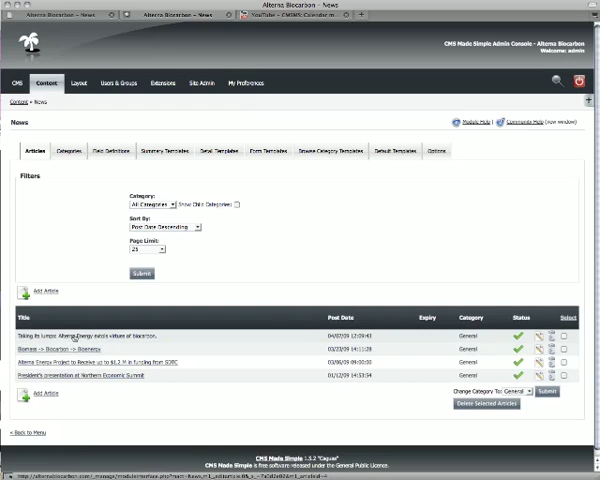 Alterna Biocarbon – News
Alterna Biocarbon – News
Alterna Biocarbon – News
YouTube – CMSMS: Calendar m...
CMS Made Simple Admin Console - Alterna Biocarbon
Welcome: admin
CMS Content Layout Users & Groups Extensions Site Admin My Preferences
Content » News
News
Module Help | Community Help (new window)
Articles Categories Field Definitions Summary Templates Detail Templates Form Templates Browse Category Templates Default Templates Options
Filters
Category:
All Categories Show Child Categories
Sort By:
Post Date Descending
Page Limit:
25
Submit
Add Article
Title Post Date Expiry Category Status Select
Taking its lumps: Alterna Energy extols virtues of biocarbon. 04/07/09 12:09:43 General
Biomass -> Biocarbon -> Bioenergy 03/23/09 14:11:28 General
Alterna Energy Project to Receive up to $1.2 M in funding from SDTC 03/06/09 09:00:00 General
President's presentation at Northern Economic Summit 01/12/09 14:53:54 General
Add Article
Change Category To: General Submit
Delete Selected Articles
« Back to Menu
CMS Made Simple 1.5.2 "Caguas"
CMS Made Simple is free software released under the General Public Licence.